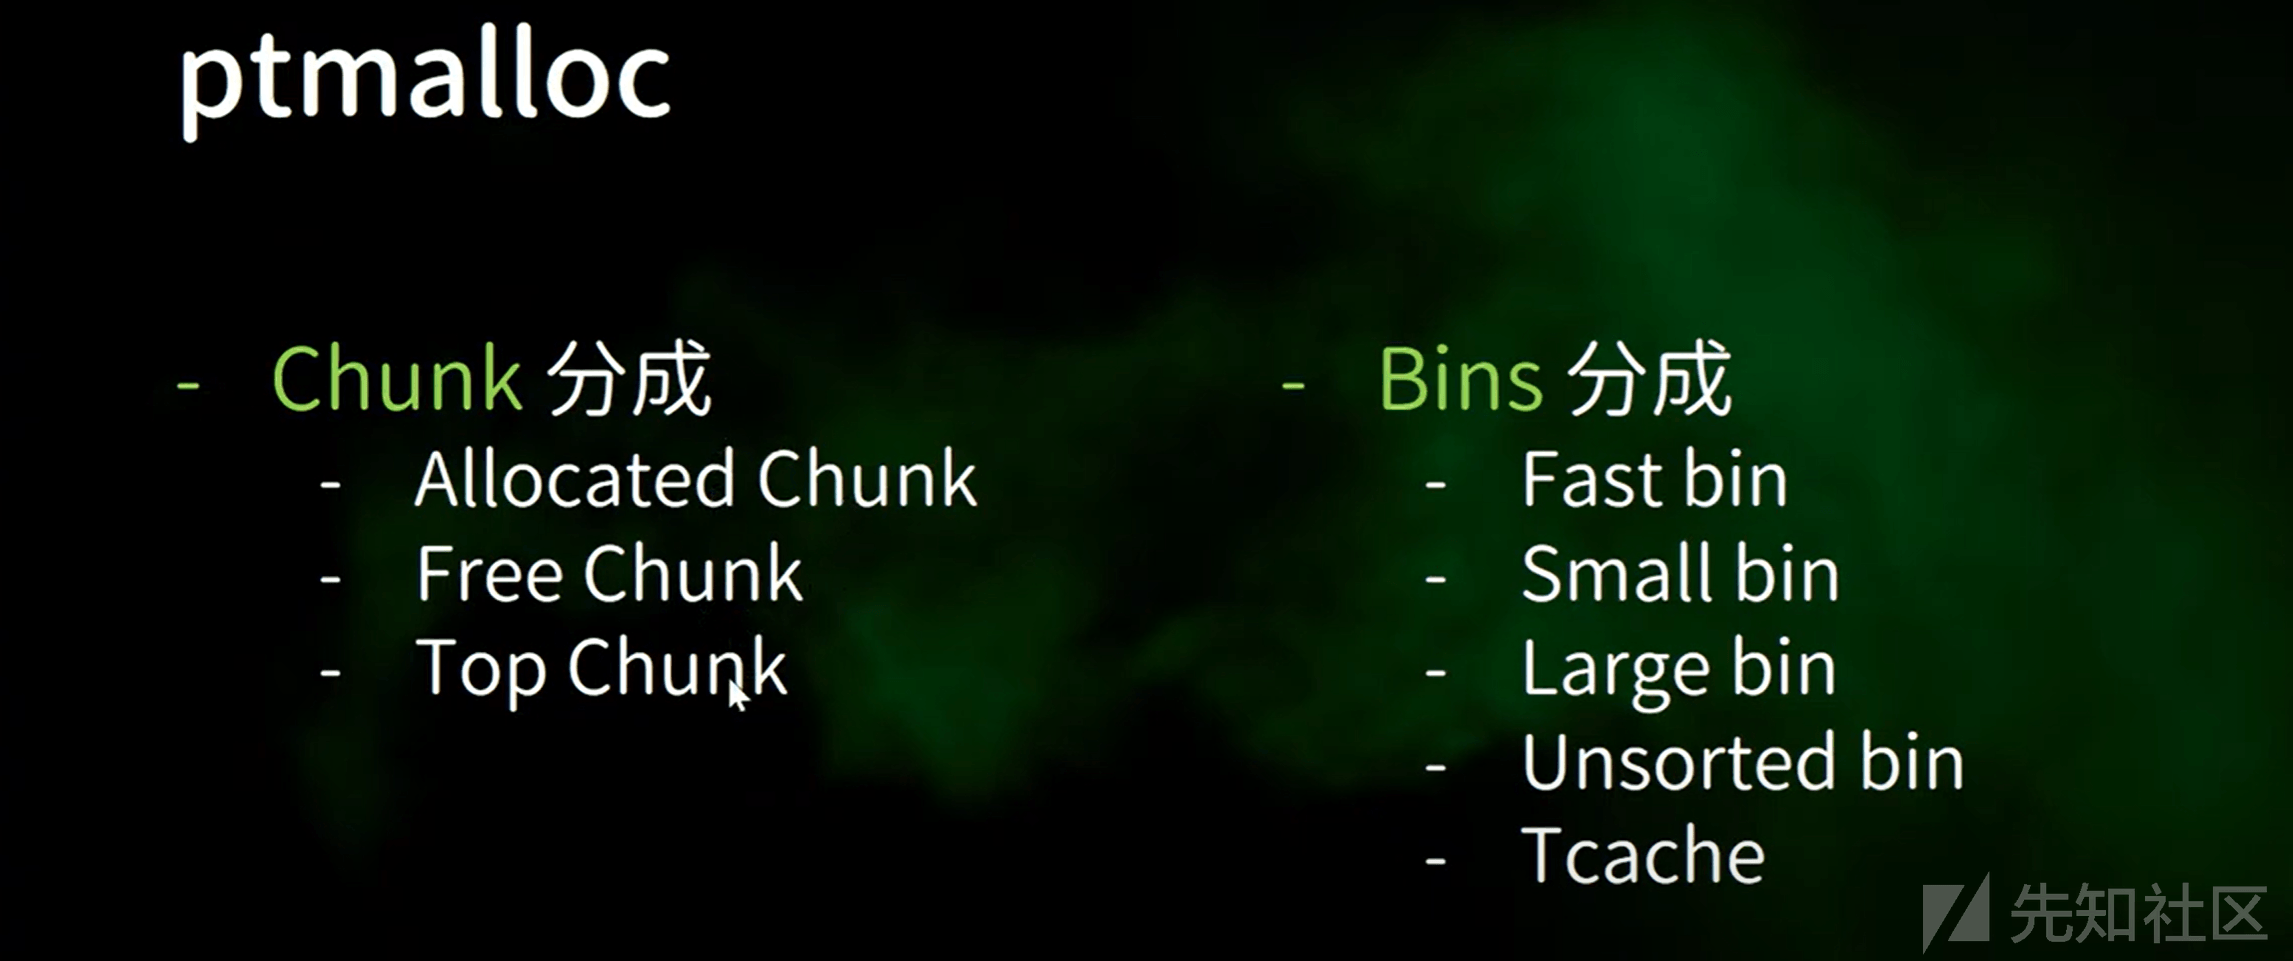 ptmalloc
- Chunk 分成
- Allocated Chunk
- Free Chunk
- Top Chunk
- Bins 分成
- Fast bin
- Small bin
- Large bin
- Unsorted bin
- Tcache
先知社区